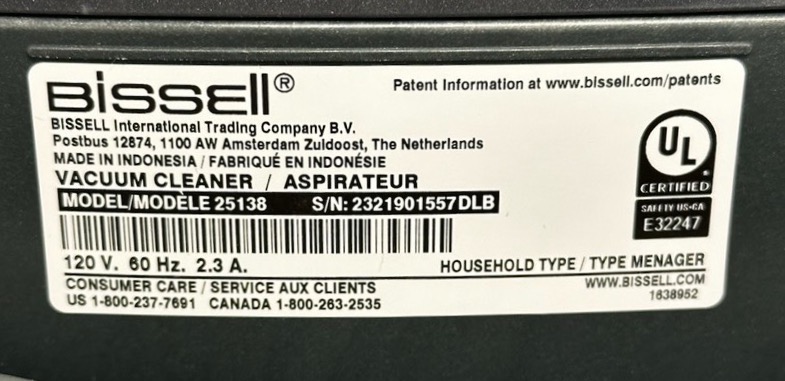 BISSELL®
Patent Information at www.bissell.com/patents
BISSELL International Trading Company B.V.
Postbus 12874, 1100 AW Amsterdam Zuldoost, The Netherlands
MADE IN INDONESIA / FABRIQUÉ EN INDONÉSIE
VACUUM CLEANER / ASPIRATEUR
MODEL/MODÈLE 25138 S/N: 2321901557DLB
UL
CERTIFIED
SAFETY US-CA
E32247
120 V. 60 Hz. 2.3 A.
HOUSEHOLD TYPE / TYPE MENAGER
CONSUMER CARE / SERVICE AUX CLIENTS
US 1-800-237-7691 CANADA 1-800-263-2535
WWW.BISSELL.COM
1638952